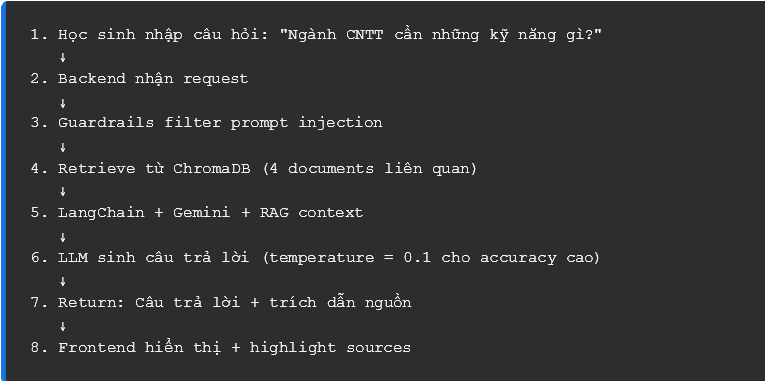 1. Học sinh nhập câu hỏi: "Ngành CNTT cần những kỹ năng gì?"
↓
2. Backend nhận request
↓
3. Guardrails filter prompt injection
↓
4. Retrieve từ ChromaDB (4 documents liên quan)
↓
5. LangChain + Gemini + RAG context
↓
6. LLM sinh câu trả lời (temperature = 0.1 cho accuracy cao)
↓
7. Return: Câu trả lời + trích dẫn nguồn
↓
8. Frontend hiển thị + highlight sources